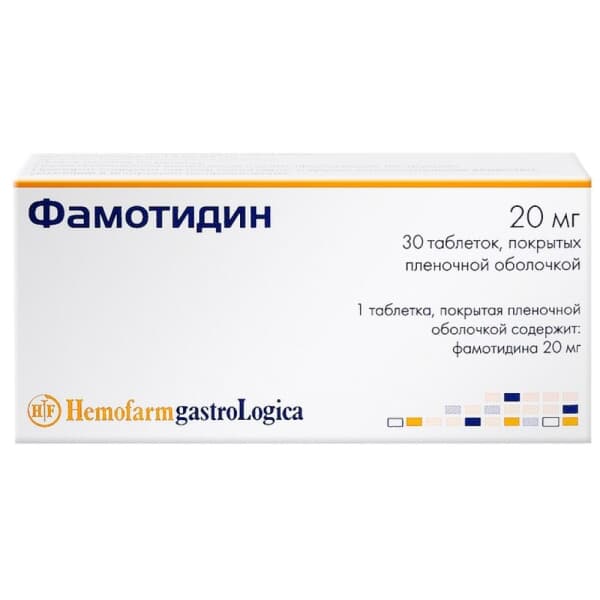 Фамотидин
20 мг
30 таблеток, покрытых
пленочной оболочкой
1 таблетка, покрытая пленочной
оболочкой содержит:
фамотидина 20 мг
HF HemofarmgastroLogica